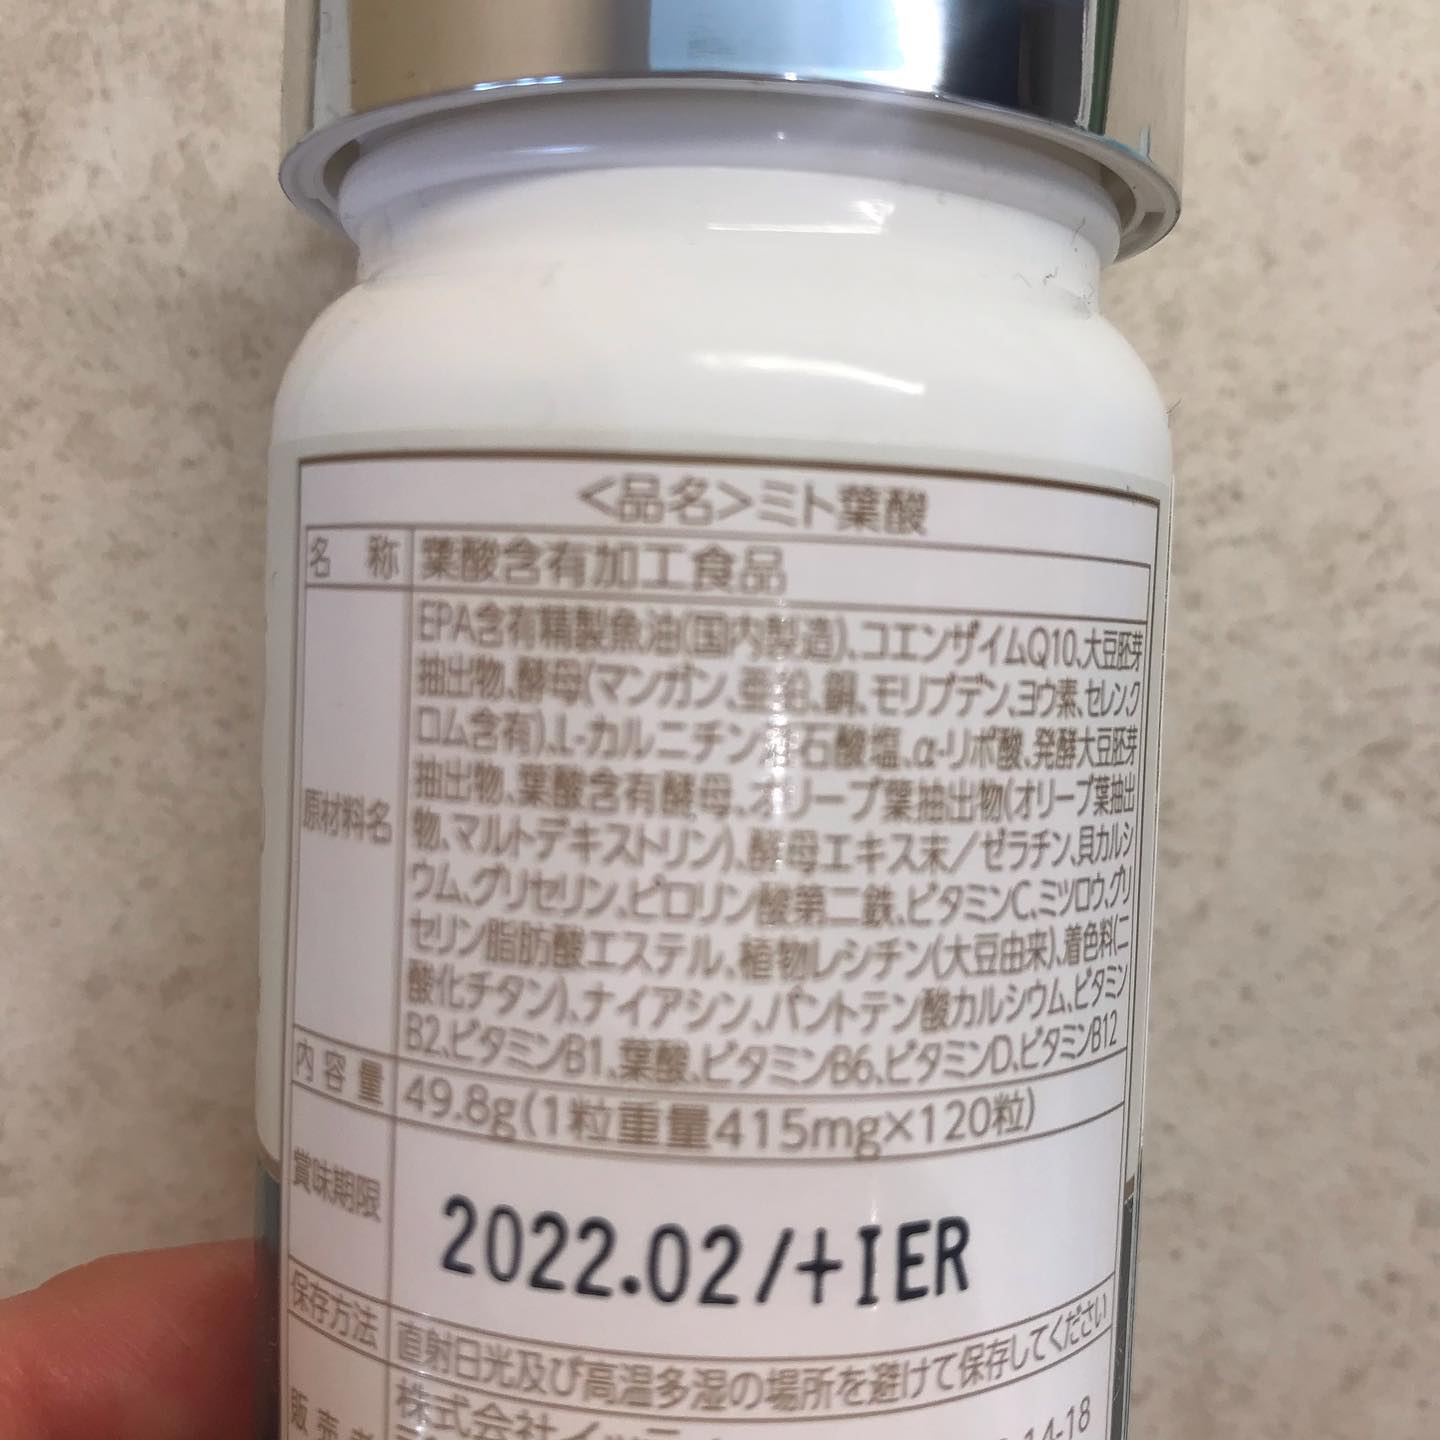 <品名>ミト葉酸
名 称 葉酸含有加工食品
原材料名 EPA含有精製魚油(国内製造)、コエンザイムQ10、大豆胚芽
抽出物、酵母(マンガン、亜鉛、銅、モリブデン、ヨウ素、セレン、ク
ロム含有)、L-カルニチン酒石酸塩、α-リポ酸、発酵大豆胚芽
抽出物、葉酸含有酵母、オリーブ葉抽出物(オリーブ葉抽出
物、マルトデキストリン)、酵母エキス末/ゼラチン、貝カルシ
ウム、グリセリン、ピロリン酸第二鉄、ビタミンC、ミツロウ、グリ
セリン脂肪酸エステル、植物レシチン(大豆由来)、着色料(二
酸化チタン)、ナイアシン、パントテン酸カルシウム、ビタミン
B2、ビタミンB1、葉酸、ビタミンB6、ビタミンD、ビタミンB12
内容量 49.8g(1粒重量415mg×120粒)
賞味期限 2022.02/+IER
保存方法 直射日光及び高温多湿の場所を避けて保存してください
販売者 株式会社 14-18